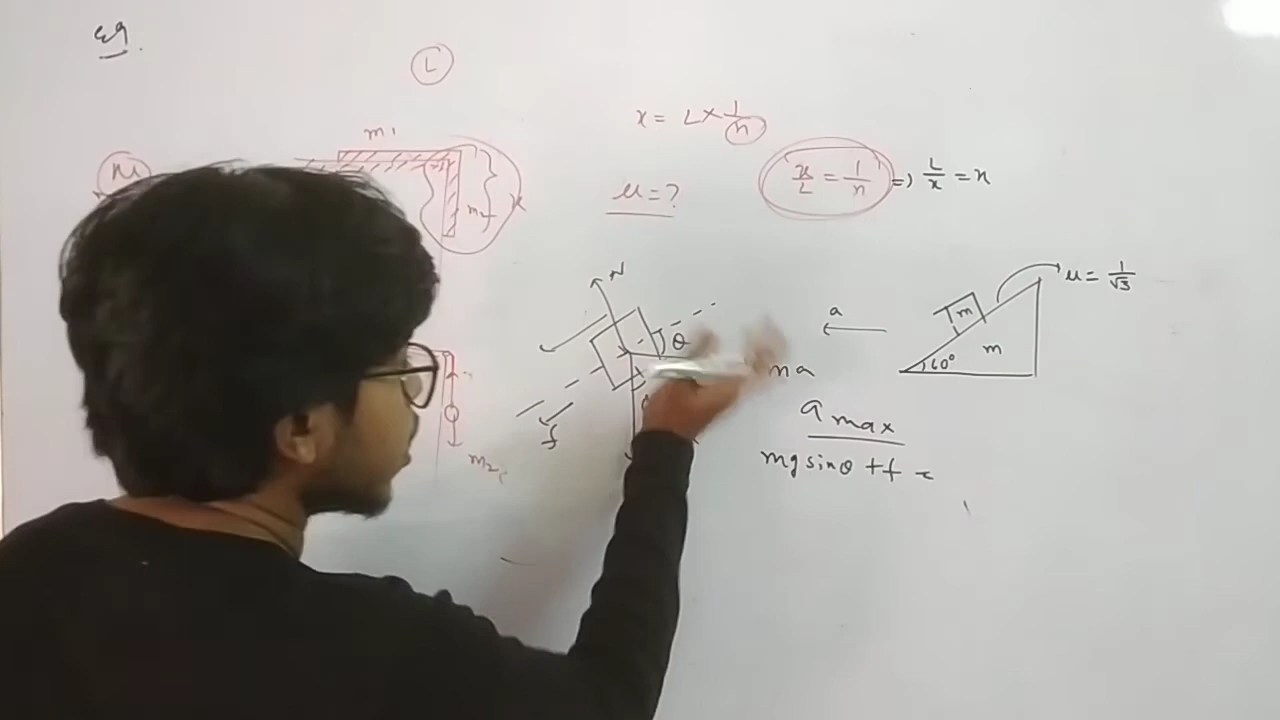 eg.
L
m₁
x = L × 1/n
M
μ = ?
x/L = 1/n => L/x = n
m₂
x
N
μ = 1/√3
a
m
m
60°
θ
ma
f
a max
mg sinθ + f =
m₂